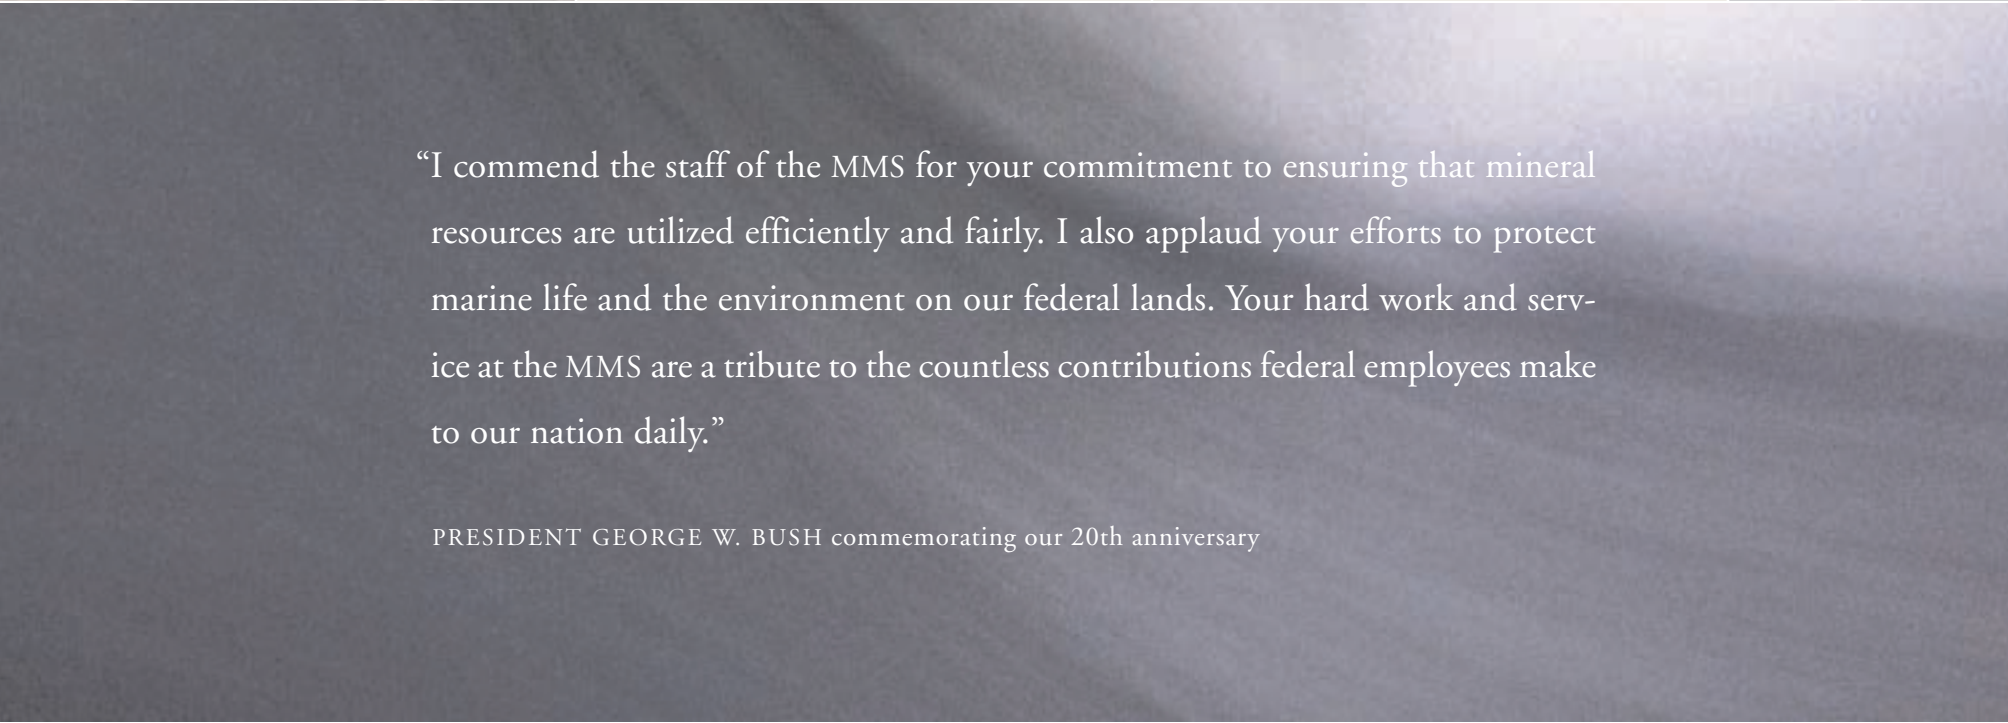 “I commend the staff of the MMS for your commitment to ensuring that mineral
resources are utilized efficiently and fairly. I also applaud your efforts to protect
marine life and the environment on our federal lands. Your hard work and serv-
ice at the MMS are a tribute to the countless contributions federal employees make
to our nation daily.”
PRESIDENT GEORGE W. BUSH commemorating our 20th anniversary